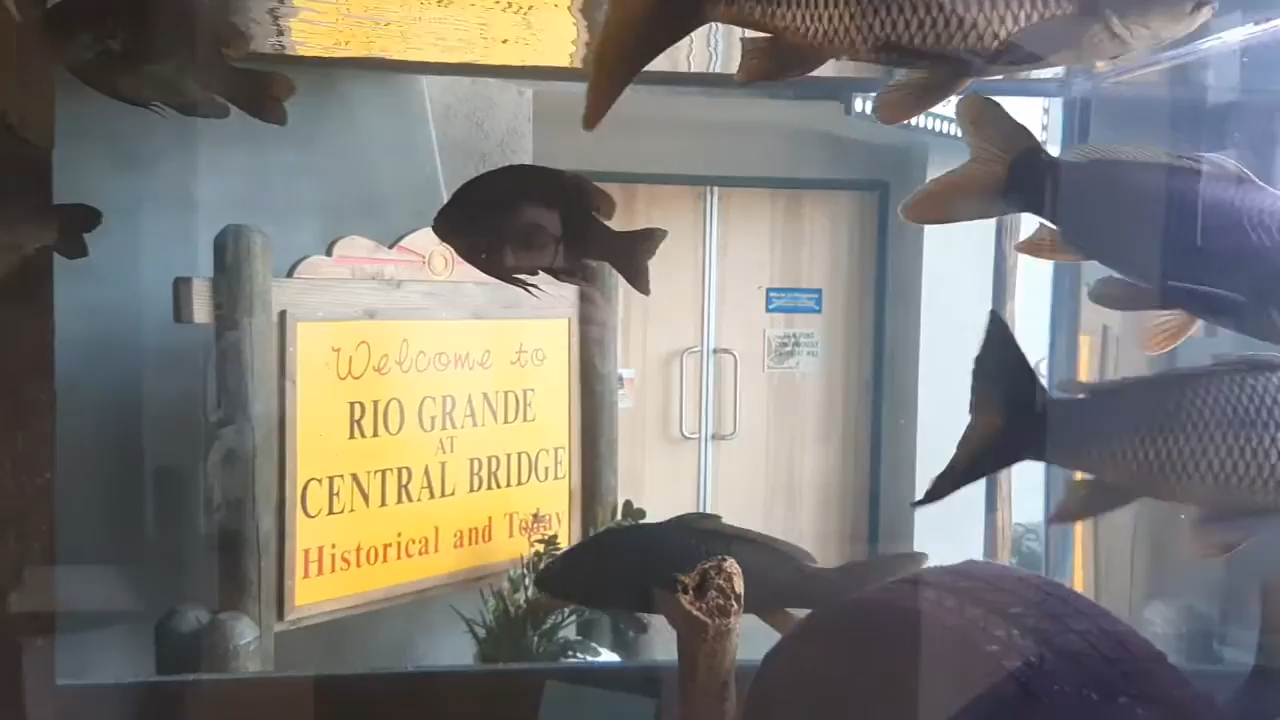 Welcome to
RIO GRANDE
AT
CENTRAL BRIDGE
Historical and Today